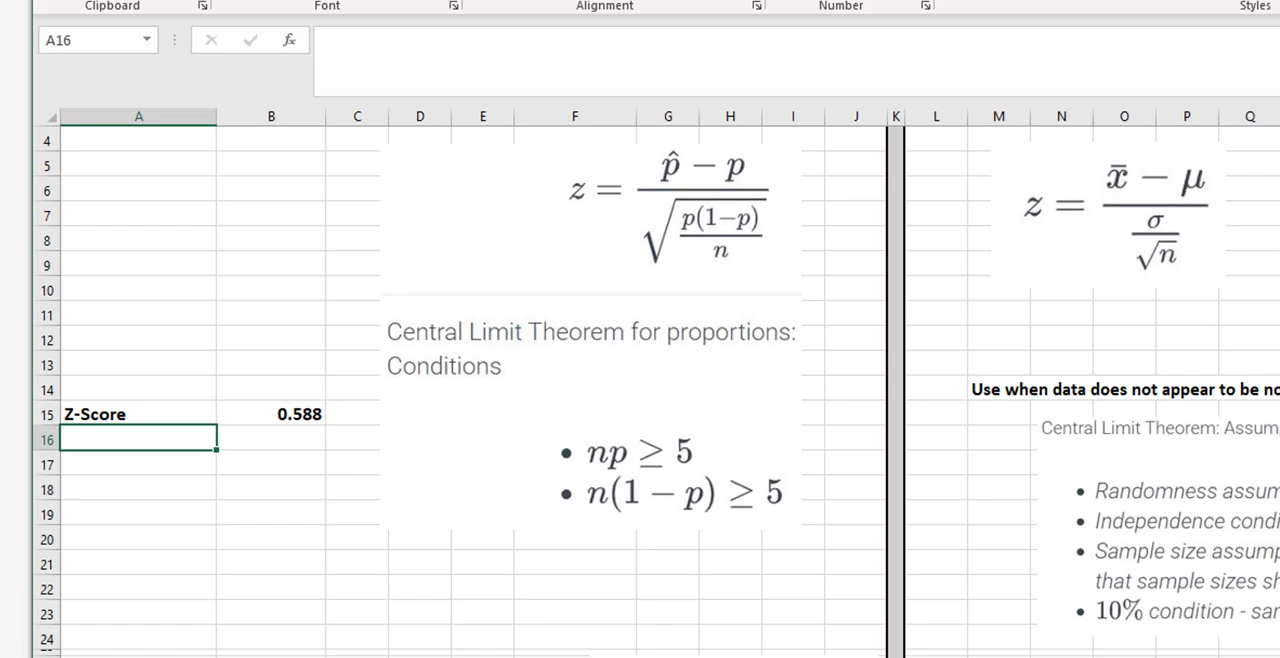 Clipboard Font Alignment Number Styles
A16 fx
A B C D E F G H I J K L M N O P Q
4
5
6
7
8
9
10
11
12
13
14
15
16
17
18
19
20
21
22
23
24
z = (p̂ − p) / √(p(1−p)/n)
Central Limit Theorem for proportions:
Conditions
• np ≥ 5
• n(1 − p) ≥ 5
Z-Score 0.588
z = (x̄ − μ) / (σ/√n)
Use when data does not appear to be no
Central Limit Theorem: Assum
• Randomness assum
• Independence condi
• Sample size assump
that sample sizes sh
• 10% condition - sar